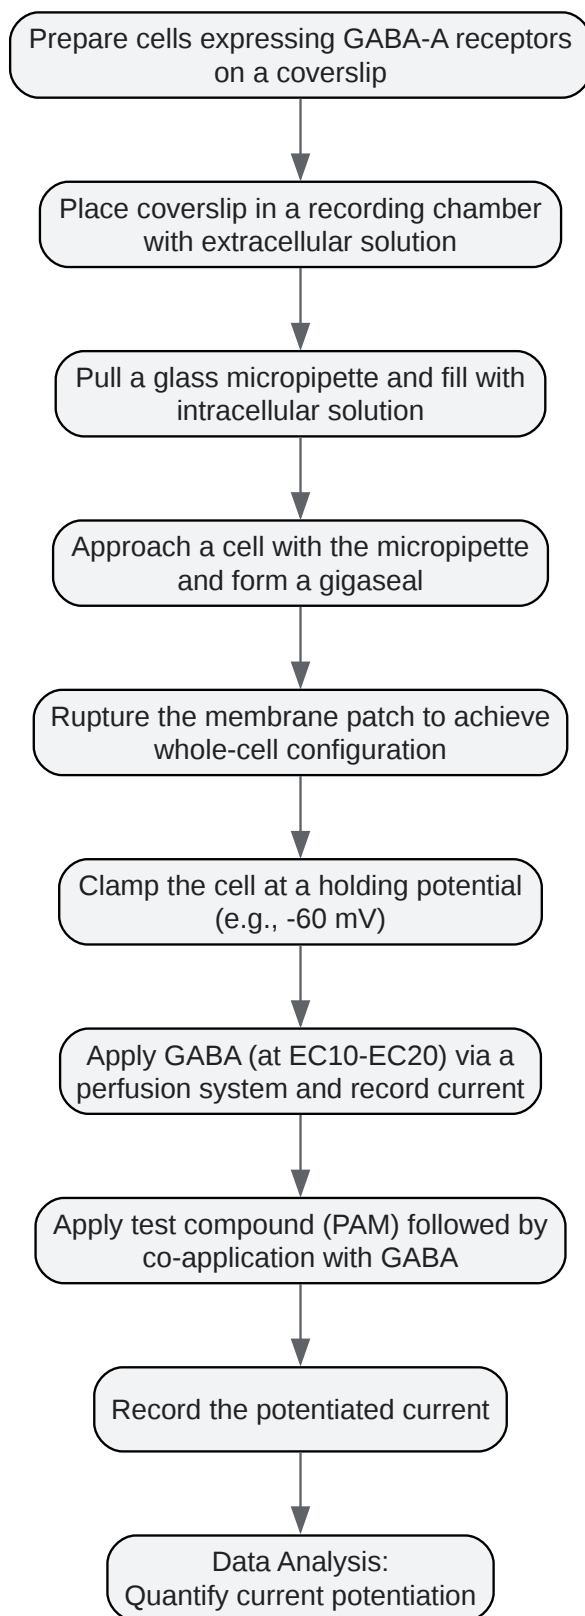 Prepare cells expressing GABA-A receptors
on a coverslip
Place coverslip in a recording chamber
with extracellular solution
Pull a glass micropipette and fill with
intracellular solution
Approach a cell with the micropipette
and form a gigaseal
Rupture the membrane patch to achieve
whole-cell configuration
Clamp the cell at a holding potential
(e.g., -60 mV)
Apply GABA (at EC10-EC20) via a
perfusion system and record current
Apply test compound (PAM) followed by
co-application with GABA
Record the potentiated current
Data Analysis:
Quantify current potentiation